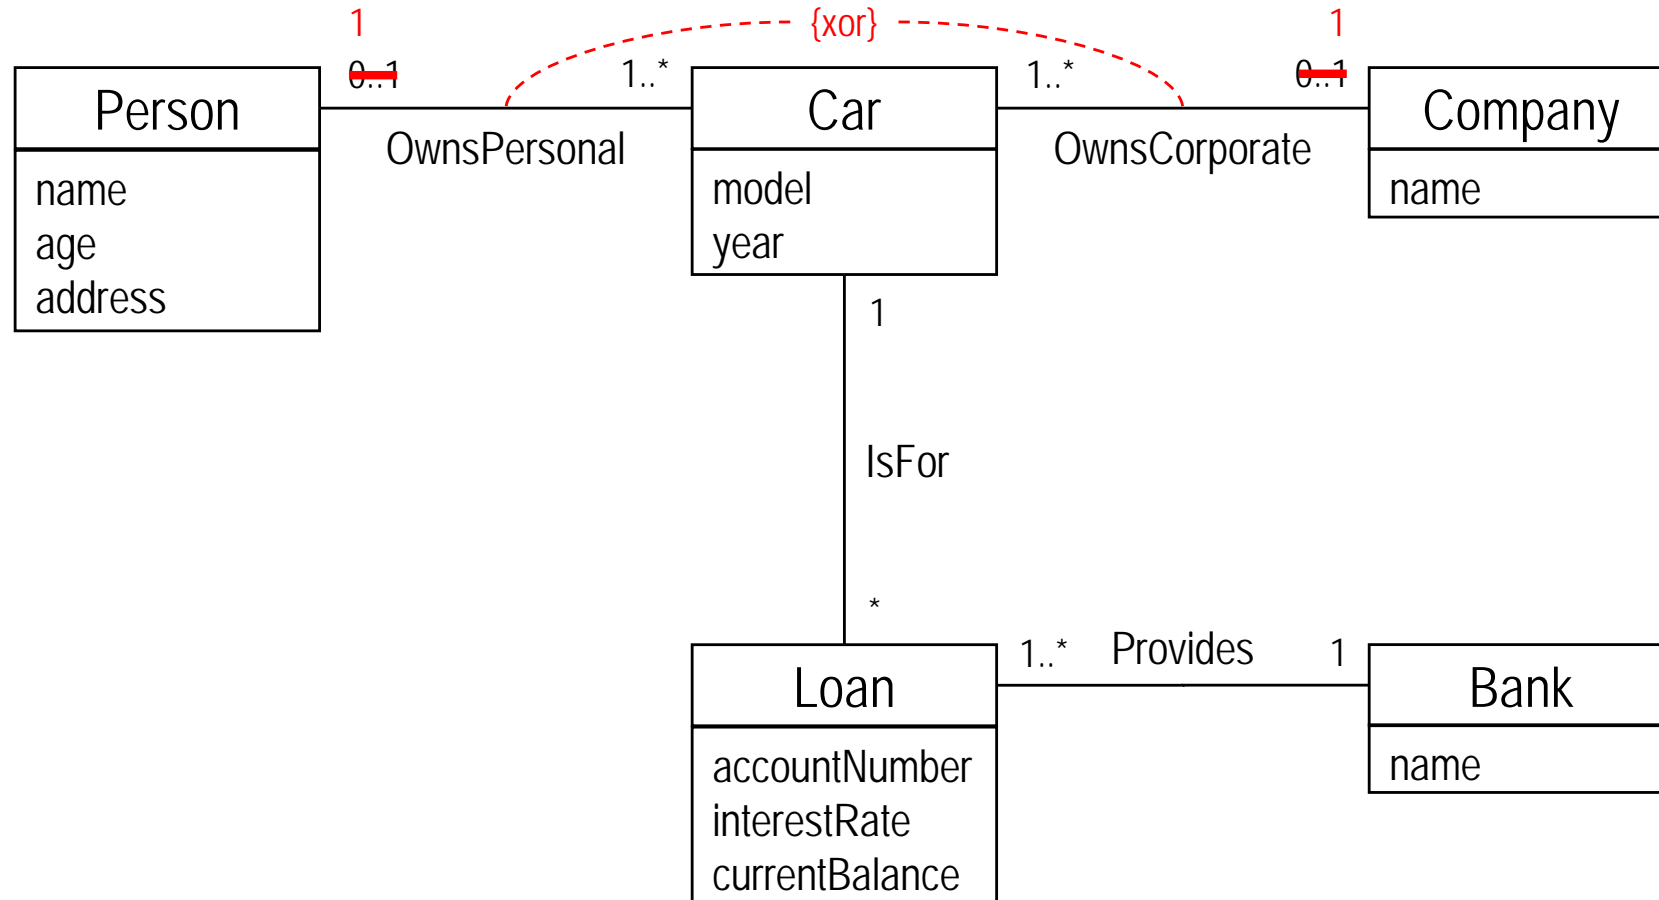 1 {xor} 1
0..1 1..* 1..* 0..1
Person Car Company
OwnsPersonal OwnsCorporate
name model name
age year
address
1
IsFor
*
1..* Provides 1
Loan Bank
accountNumber name
interestRate
currentBalance